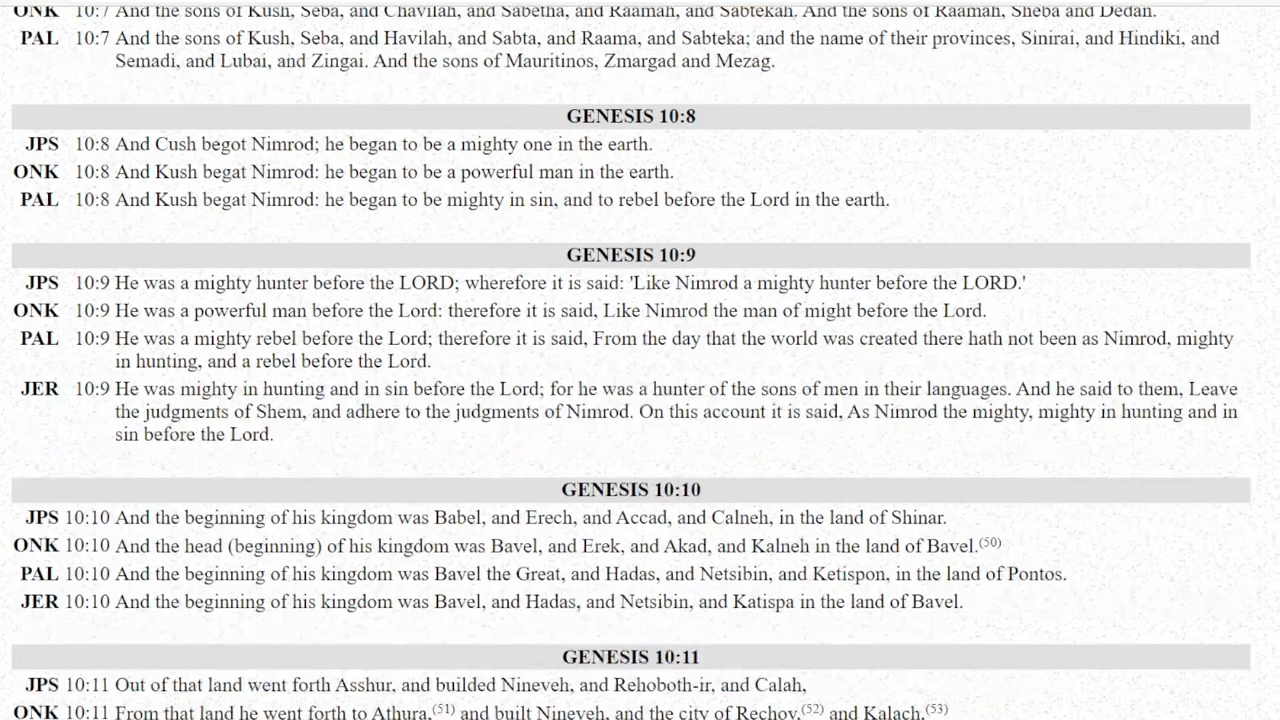 ONK 10:7 And the sons of Kush, Seba, and Chavilah, and Sabetha, and Raamah, and Sabtekah. And the sons of Raamah, Sheba and Dedan.
PAL 10:7 And the sons of Kush, Seba, and Havilah, and Sabta, and Raama, and Sabteka; and the name of their provinces, Sinirai, and Hindiki, and
Semadi, and Lubai, and Zingai. And the sons of Mauritinos, Zmargad and Mezag.
GENESIS 10:8
JPS 10:8 And Cush begot Nimrod; he began to be a mighty one in the earth.
ONK 10:8 And Kush begat Nimrod: he began to be a powerful man in the earth.
PAL 10:8 And Kush begat Nimrod: he began to be mighty in sin, and to rebel before the Lord in the earth.
GENESIS 10:9
JPS 10:9 He was a mighty hunter before the LORD; wherefore it is said: 'Like Nimrod a mighty hunter before the LORD.'
ONK 10:9 He was a powerful man before the Lord: therefore it is said, Like Nimrod the man of might before the Lord.
PAL 10:9 He was a mighty rebel before the Lord; therefore it is said, From the day that the world was created there hath not been as Nimrod, mighty
in hunting, and a rebel before the Lord.
JER 10:9 He was mighty in hunting and in sin before the Lord; for he was a hunter of the sons of men in their languages. And he said to them, Leave
the judgments of Shem, and adhere to the judgments of Nimrod. On this account it is said, As Nimrod the mighty, mighty in hunting and in
sin before the Lord.
GENESIS 10:10
JPS 10:10 And the beginning of his kingdom was Babel, and Erech, and Accad, and Calneh, in the land of Shinar.
ONK 10:10 And the head (beginning) of his kingdom was Bavel, and Erek, and Akad, and Kalneh in the land of Bavel.(50)
PAL 10:10 And the beginning of his kingdom was Bavel the Great, and Hadas, and Netsibin, and Ketispon, in the land of Pontos.
JER 10:10 And the beginning of his kingdom was Bavel, and Hadas, and Netsibin, and Katispa in the land of Bavel.
GENESIS 10:11
JPS 10:11 Out of that land went forth Asshur, and builded Nineveh, and Rehoboth-ir, and Calah,
ONK 10:11 From that land he went forth to Athura,(51) and built Nineveh, and the city of Rechov,(52) and Kalach,(53)